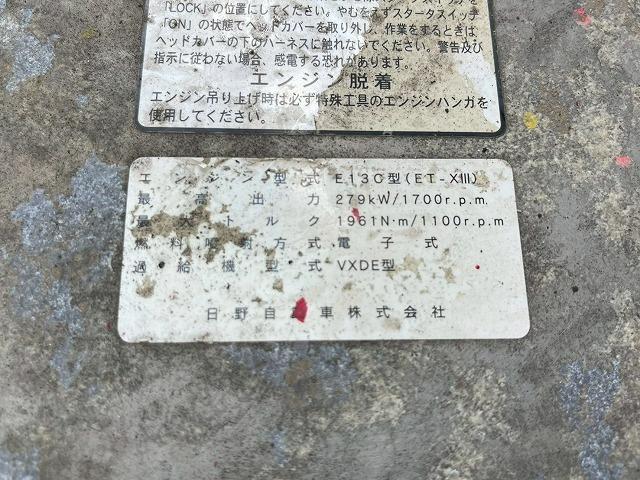 「LOCK」の位置にしてください。やむをえずスタータスイッチ
「ON」の状態でヘッドカバーを取り外し、作業をするときは
ヘッドカバーの下のハーネスに触れないでください。警告及び
指示に従わない場合、感電する恐れがあります。
エンジン脱着
エンジン吊り上げ時は必ず特殊工具のエンジンハンガを
使用してください。
エンジン型式 E13C型(ET-XIII)
最高出力 279kW/1700r.p.m.
最大トルク 1961N·m/1100r.p.m
燃料噴射方式 電子式
過給機型式 VXDE型
日野自動車株式会社